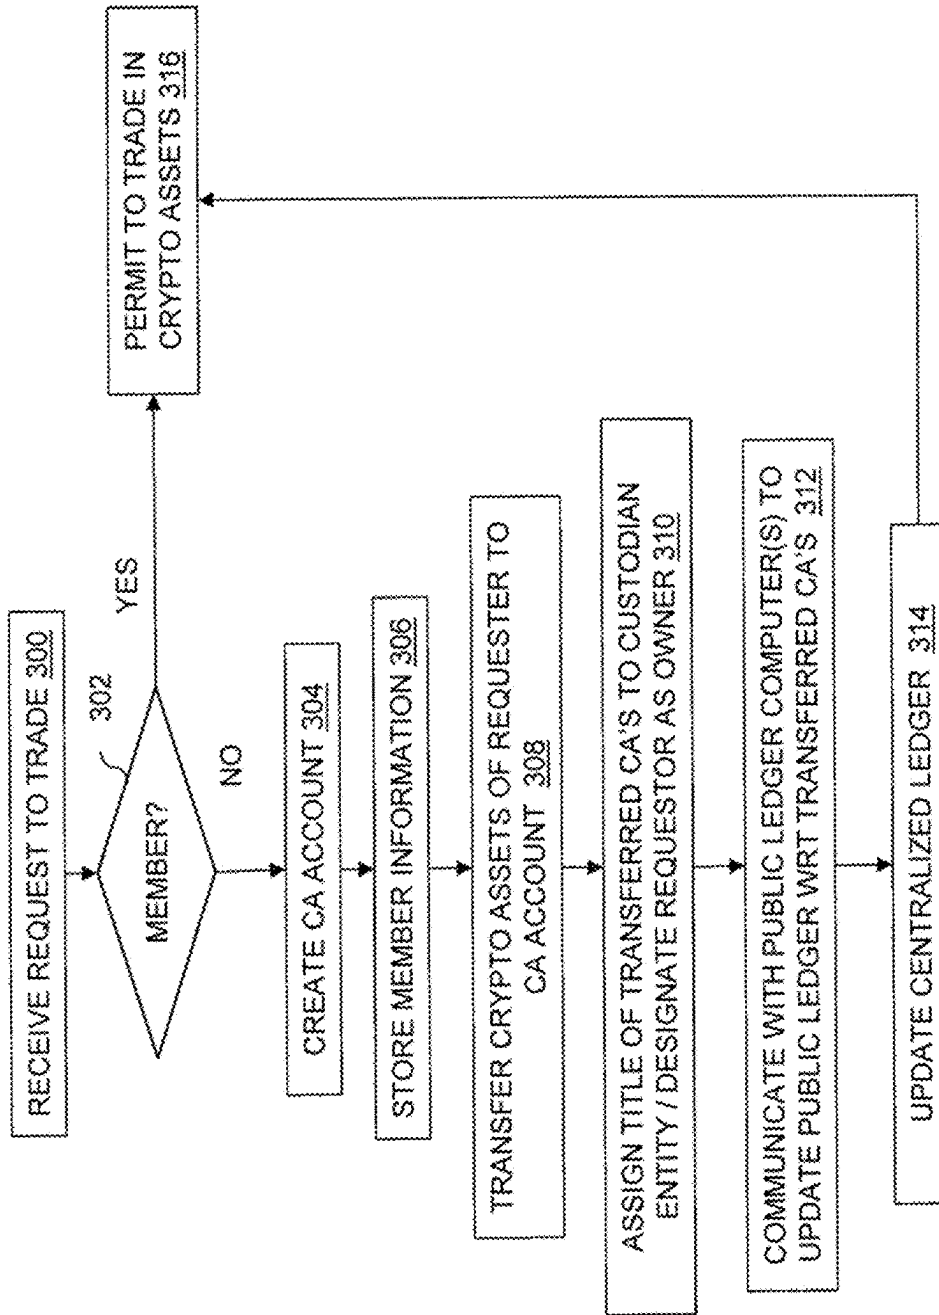 RECEIVE REQUEST TO TRADE 300
302
MEMBER?
YES
NO
PERMIT TO TRADE IN
CRYPTO ASSETS 316
CREATE CA ACCOUNT 304
STORE MEMBER INFORMATION 306
TRANSFER CRYPTO ASSETS OF REQUESTER TO
CA ACCOUNT 308
ASSIGN TITLE OF TRANSFERRED CA'S TO CUSTODIAN
ENTITY / DESIGNATE REQUESTOR AS OWNER 310
COMMUNICATE WITH PUBLIC LEDGER COMPUTER(S) TO
UPDATE PUBLIC LEDGER WRT TRANSFERRED CA'S 312
UPDATE CENTRALIZED LEDGER 314